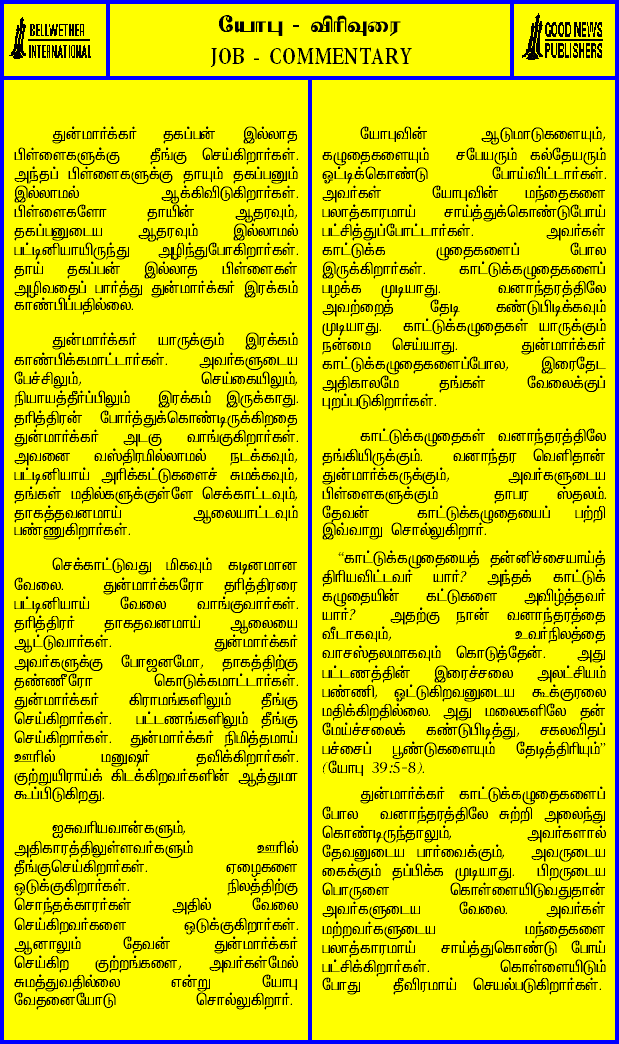 BELLWETHER
INTERNATIONAL
யோபு - விரிவுரை
JOB - COMMENTARY
GOOD NEWS
PUBLISHERS
துன்மார்க்கர் தகப்பன் இல்லாத
பிள்ளைகளுக்கு தீங்கு செய்கிறார்கள்.
அந்தப் பிள்ளைகளுக்கு தாயும் தகப்பனும்
இல்லாமல் ஆக்கிவிடுகிறார்கள்.
பிள்ளைகளோ தாயின் ஆதரவும்,
தகப்பனுடைய ஆதரவும் இல்லாமல்
பட்டினியாயிருந்து அழிந்துபோகிறார்கள்.
தாய் தகப்பன் இல்லாத பிள்ளைகள்
அழிவதைப் பார்த்து துன்மார்க்கர் இரக்கம்
காண்பிப்பதில்லை.
துன்மார்க்கர் யாருக்கும் இரக்கம்
காண்பிக்கமாட்டார்கள். அவர்களுடைய
பேச்சிலும், செய்கையிலும்,
நியாயத்தீர்ப்பிலும் இரக்கம் இருக்காது.
தரித்திரன் போர்த்துக்கொண்டிருக்கிறதை
துன்மார்க்கர் அடகு வாங்குகிறார்கள்.
அவனை வஸ்திரமில்லாமல் நடக்கவும்,
பட்டினியாய் அரிக்கட்டுகளைச் சுமக்கவும்,
தங்கள் மதில்களுக்குள்ளே செக்காட்டவும்,
தாகத்தவனமாய் ஆலையாட்டவும்
பண்ணுகிறார்கள்.
செக்காட்டுவது மிகவும் கடினமான
வேலை. துன்மார்க்கரோ தரித்திரரை
பட்டினியாய் வேலை வாங்குவார்கள்.
தரித்திரர் தாகதவனமாய் ஆலையை
ஆட்டுவார்கள். துன்மார்க்கர்
அவர்களுக்கு போஜனமோ, தாகத்திற்கு
தண்ணீரோ கொடுக்கமாட்டார்கள்.
துன்மார்க்கர் கிராமங்களிலும் தீங்கு
செய்கிறார்கள். பட்டணங்களிலும் தீங்கு
செய்கிறார்கள். துன்மார்க்கர் நிமித்தமாய்
ஊரில் மனுஷர் தவிக்கிறார்கள்.
குற்றுயிராய்க் கிடக்கிறவர்களின் ஆத்துமா
கூப்பிடுகிறது.
ஐசுவரியவான்களும்,
அதிகாரத்திலுள்ளவர்களும் ஊரில்
தீங்குசெய்கிறார்கள். ஏழைகளை
ஒடுக்குகிறார்கள். நிலத்திற்கு
சொந்தக்காரர்கள் அதில் வேலை
செய்கிறவர்களை ஒடுக்குகிறார்கள்.
ஆனாலும் தேவன் துன்மார்க்கர்
செய்கிற குற்றங்களை, அவர்கள்மேல்
சுமத்துவதில்லை என்று யோபு
வேதனையோடு சொல்லுகிறார்.
யோபுவின் ஆடுமாடுகளையும்,
கழுதைகளையும் சபேயரும் கல்தேயரும்
ஓட்டிக்கொண்டு போய்விட்டார்கள்.
அவர்கள் யோபுவின் மந்தைகளை
பலாத்காரமாய் சாய்த்துக்கொண்டுபோய்
பட்சித்துப்போட்டார்கள். அவர்கள்
காட்டுக்க ழுதைகளைப் போல
இருக்கிறார்கள். காட்டுக்கழுதைகளைப்
பழக்க முடியாது. வனாந்தரத்திலே
அவற்றைத் தேடி கண்டுபிடிக்கவும்
முடியாது. காட்டுக்கழுதைகள் யாருக்கும்
நன்மை செய்யாது. துன்மார்க்கர்
காட்டுக்கழுதைகளைப்போல, இரைதேட
அதிகாலமே தங்கள் வேலைக்குப்
புறப்படுகிறார்கள்.
காட்டுக்கழுதைகள் வனாந்தரத்திலே
தங்கியிருக்கும். வனாந்தர வெளிதான்
துன்மார்க்கருக்கும், அவர்களுடைய
பிள்ளைகளுக்கும் தாபர ஸ்தலம்.
தேவன் காட்டுக்கழுதையைப் பற்றி
இவ்வாறு சொல்லுகிறார்.
“காட்டுக்கழுதையைத் தன்னிச்சையாய்த்
திரியவிட்டவர் யார்? அந்தக் காட்டுக்
கழுதையின் கட்டுகளை அவிழ்த்தவர்
யார்? அதற்கு நான் வனாந்தரத்தை
வீடாகவும், உவர்நிலத்தை
வாசஸ்தலமாகவும் கொடுத்தேன். அது
பட்டணத்தின் இரைச்சலை அலட்சியம்
பண்ணி, ஓட்டுகிறவனுடைய கூக்குரலை
மதிக்கிறதில்லை. அது மலைகளிலே தன்
மேய்ச்சலைக் கண்டுபிடித்து, சகலவிதப்
பச்சைப் பூண்டுகளையும் தேடித்திரியும்”
(யோபு 39:5-8).
துன்மார்க்கர் காட்டுக்கழுதைகளைப்
போல வனாந்தரத்திலே சுற்றி அலைந்து
கொண்டிருந்தாலும், அவர்களால்
தேவனுடைய பார்வைக்கும், அவருடைய
கைக்கும் தப்பிக்க முடியாது. பிறருடைய
பொருளை கொள்ளையிடுவதுதான்
அவர்களுடைய வேலை. அவர்கள்
மற்றவர்களுடைய மந்தைகளை
பலாத்காரமாய் சாய்த்துகொண்டு போய்
பட்சிக்கிறார்கள். கொள்ளையிடும்
போது தீவிரமாய் செயல்படுகிறார்கள்.